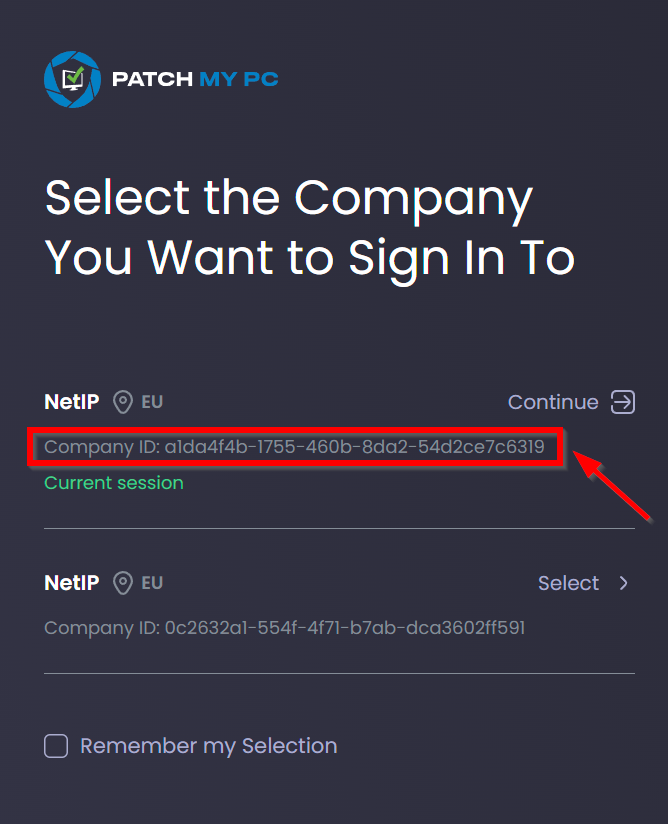 PATCH MY PC
Select the Company
You Want to Sign In To
NetIP EU Continue
Company ID: a1da4f4b-1755-460b-8da2-54d2ce7c6319
Current session
NetIP EU Select
Company ID: 0c2632a1-554f-4f71-b7ab-dca3602ff591
Remember my Selection